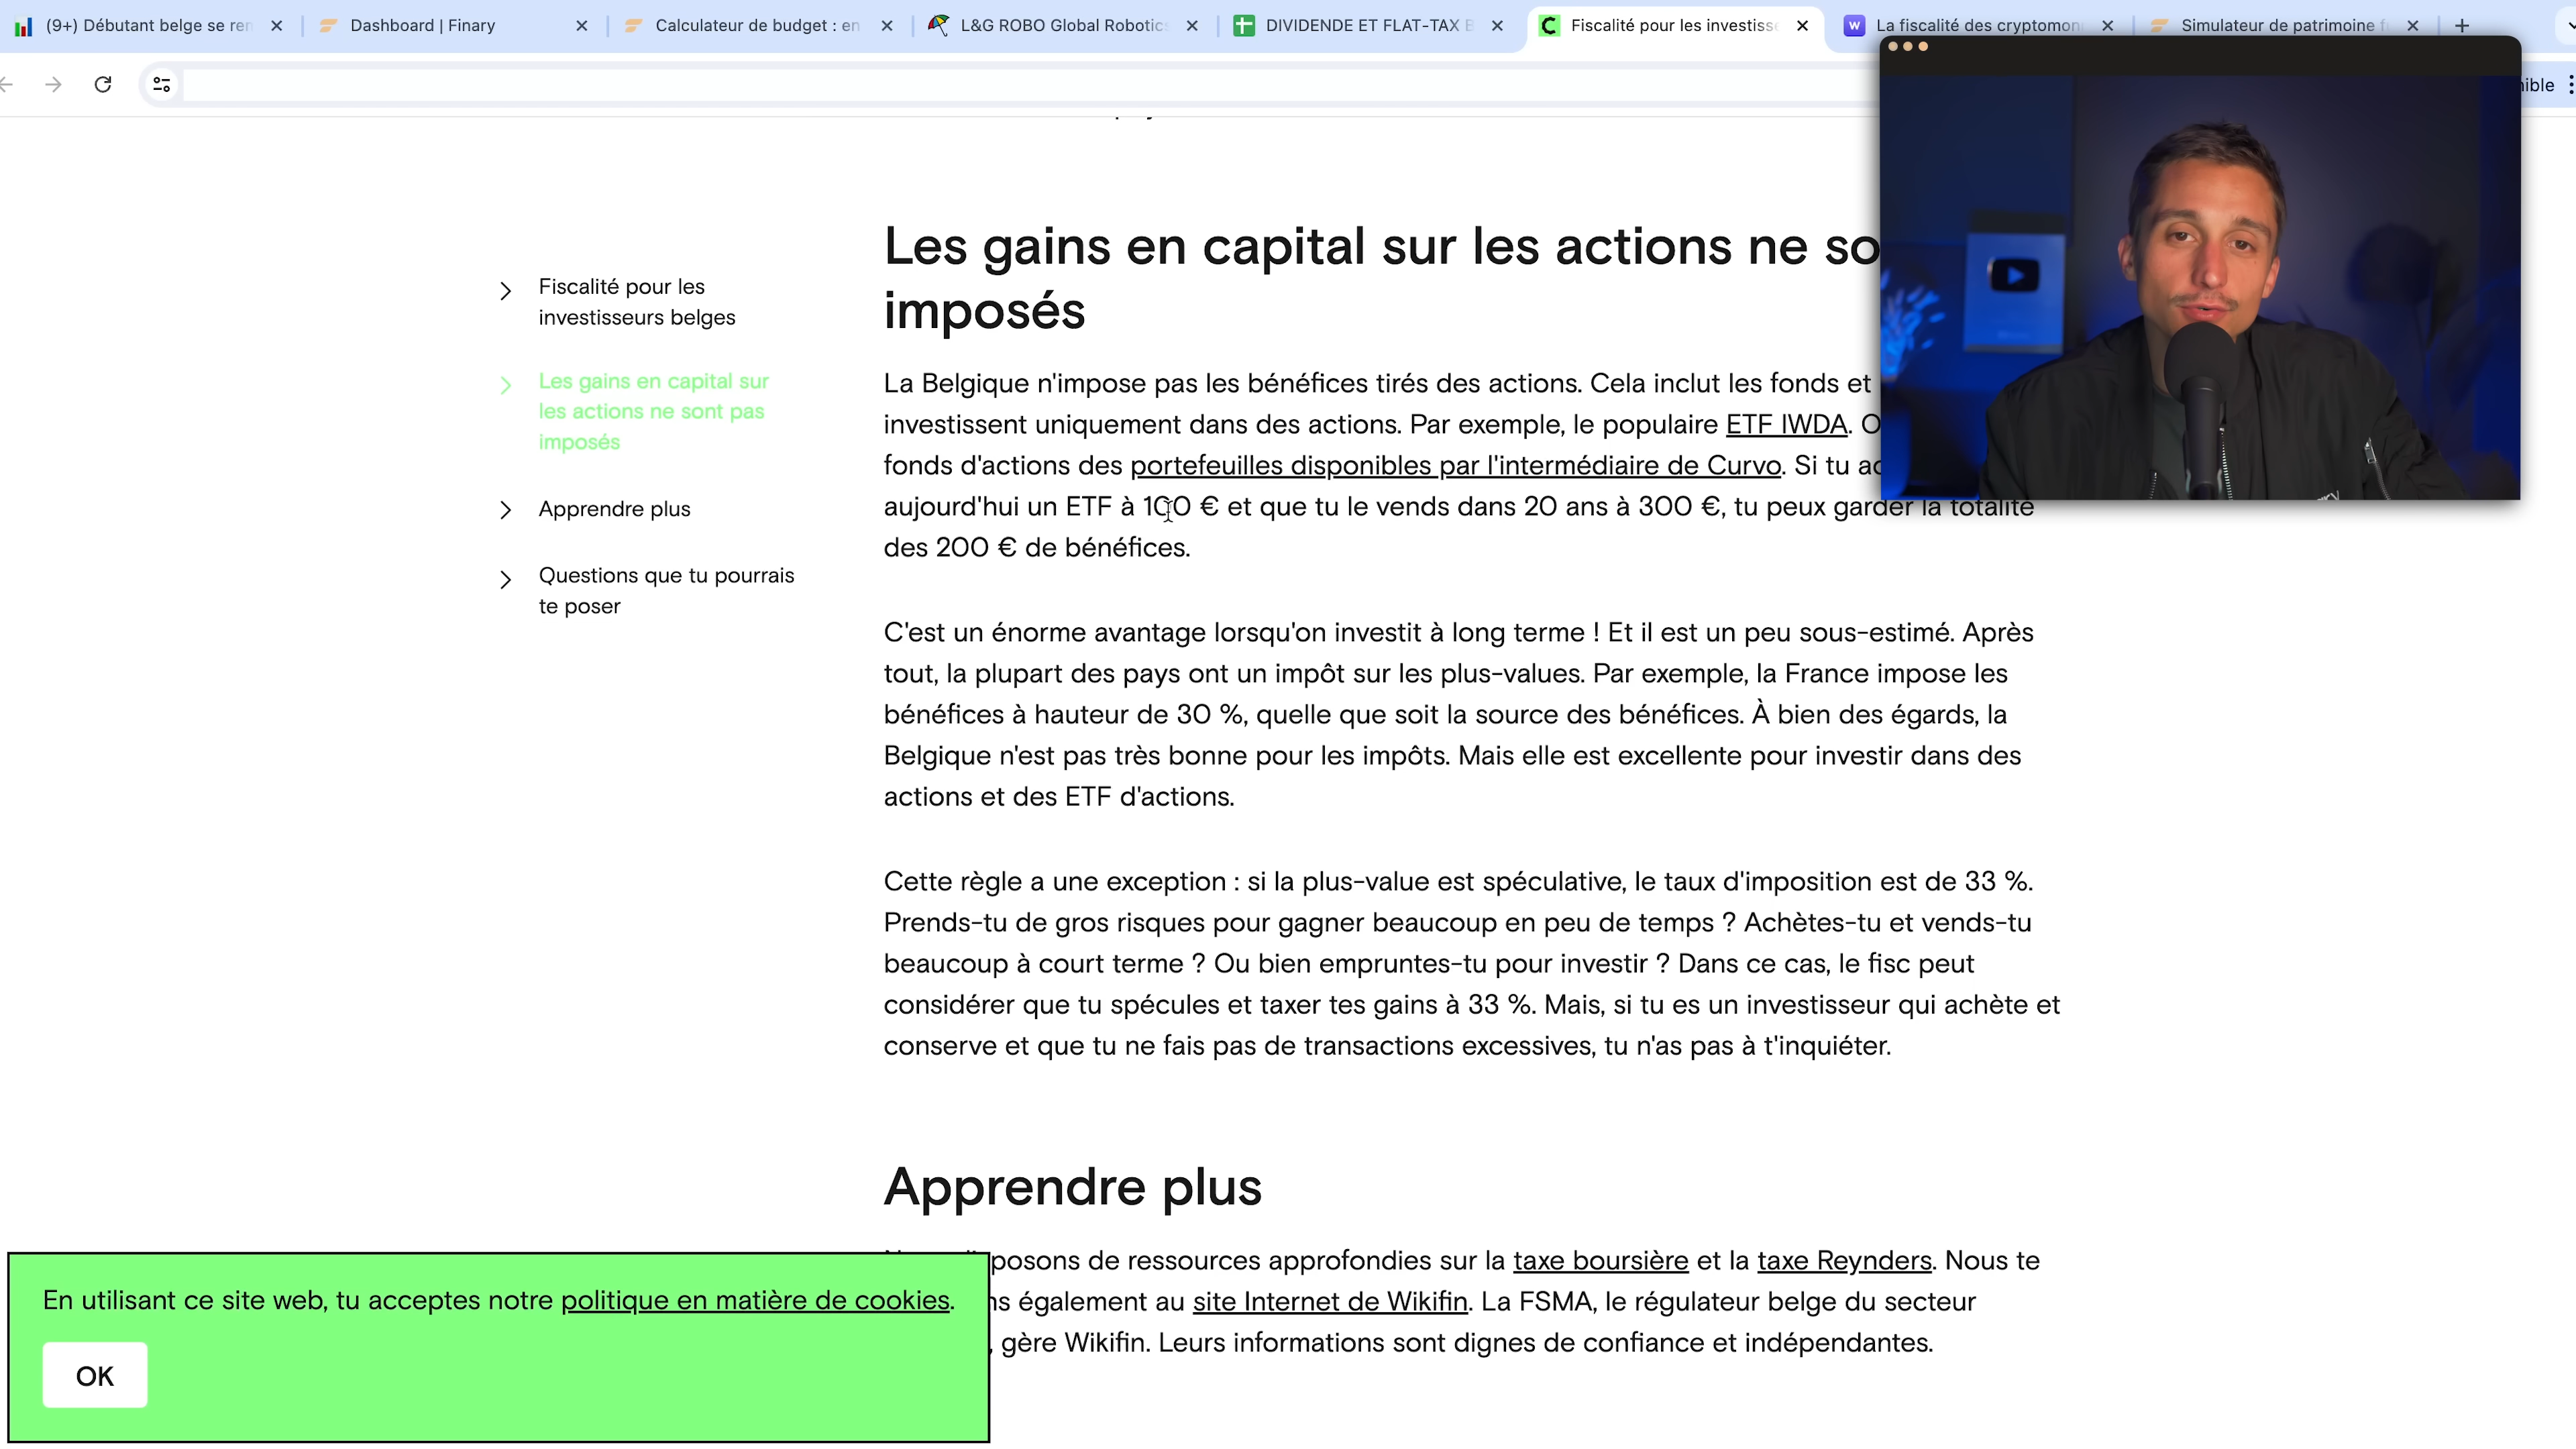 (9+) Débutant belge se ren
Dashboard | Finary
Calculateur de budget : en
L&G ROBO Global Robotics
DIVIDENDE ET FLAT-TAX B
Fiscalité pour les investisse
La fiscalité des cryptomon
Simulateur de patrimoine f
nible
Fiscalité pour les
investisseurs belges
Les gains en capital sur
les actions ne sont pas
imposés
Apprendre plus
Questions que tu pourrais
te poser
Les gains en capital sur les actions ne so
imposés
La Belgique n'impose pas les bénéfices tirés des actions. Cela inclut les fonds et
investissent uniquement dans des actions. Par exemple, le populaire ETF IWDA. O
fonds d'actions des portefeuilles disponibles par l'intermédiaire de Curvo. Si tu ac
aujourd'hui un ETF à 100 € et que tu le vends dans 20 ans à 300 €, tu peux garder la totalité
des 200 € de bénéfices.
C'est un énorme avantage lorsqu'on investit à long terme ! Et il est un peu sous-estimé. Après
tout, la plupart des pays ont un impôt sur les plus-values. Par exemple, la France impose les
bénéfices à hauteur de 30 %, quelle que soit la source des bénéfices. À bien des égards, la
Belgique n'est pas très bonne pour les impôts. Mais elle est excellente pour investir dans des
actions et des ETF d'actions.
Cette règle a une exception : si la plus-value est spéculative, le taux d'imposition est de 33 %.
Prends-tu de gros risques pour gagner beaucoup en peu de temps ? Achètes-tu et vends-tu
beaucoup à court terme ? Ou bien empruntes-tu pour investir ? Dans ce cas, le fisc peut
considérer que tu spécules et taxer tes gains à 33 %. Mais, si tu es un investisseur qui achète et
conserve et que tu ne fais pas de transactions excessives, tu n'as pas à t'inquiéter.
Apprendre plus
posons de ressources approfondies sur la taxe boursière et la taxe Reynders. Nous te
ns également au site Internet de Wikifin. La FSMA, le régulateur belge du secteur
, gère Wikifin. Leurs informations sont dignes de confiance et indépendantes.
En utilisant ce site web, tu acceptes notre politique en matière de cookies.
OK